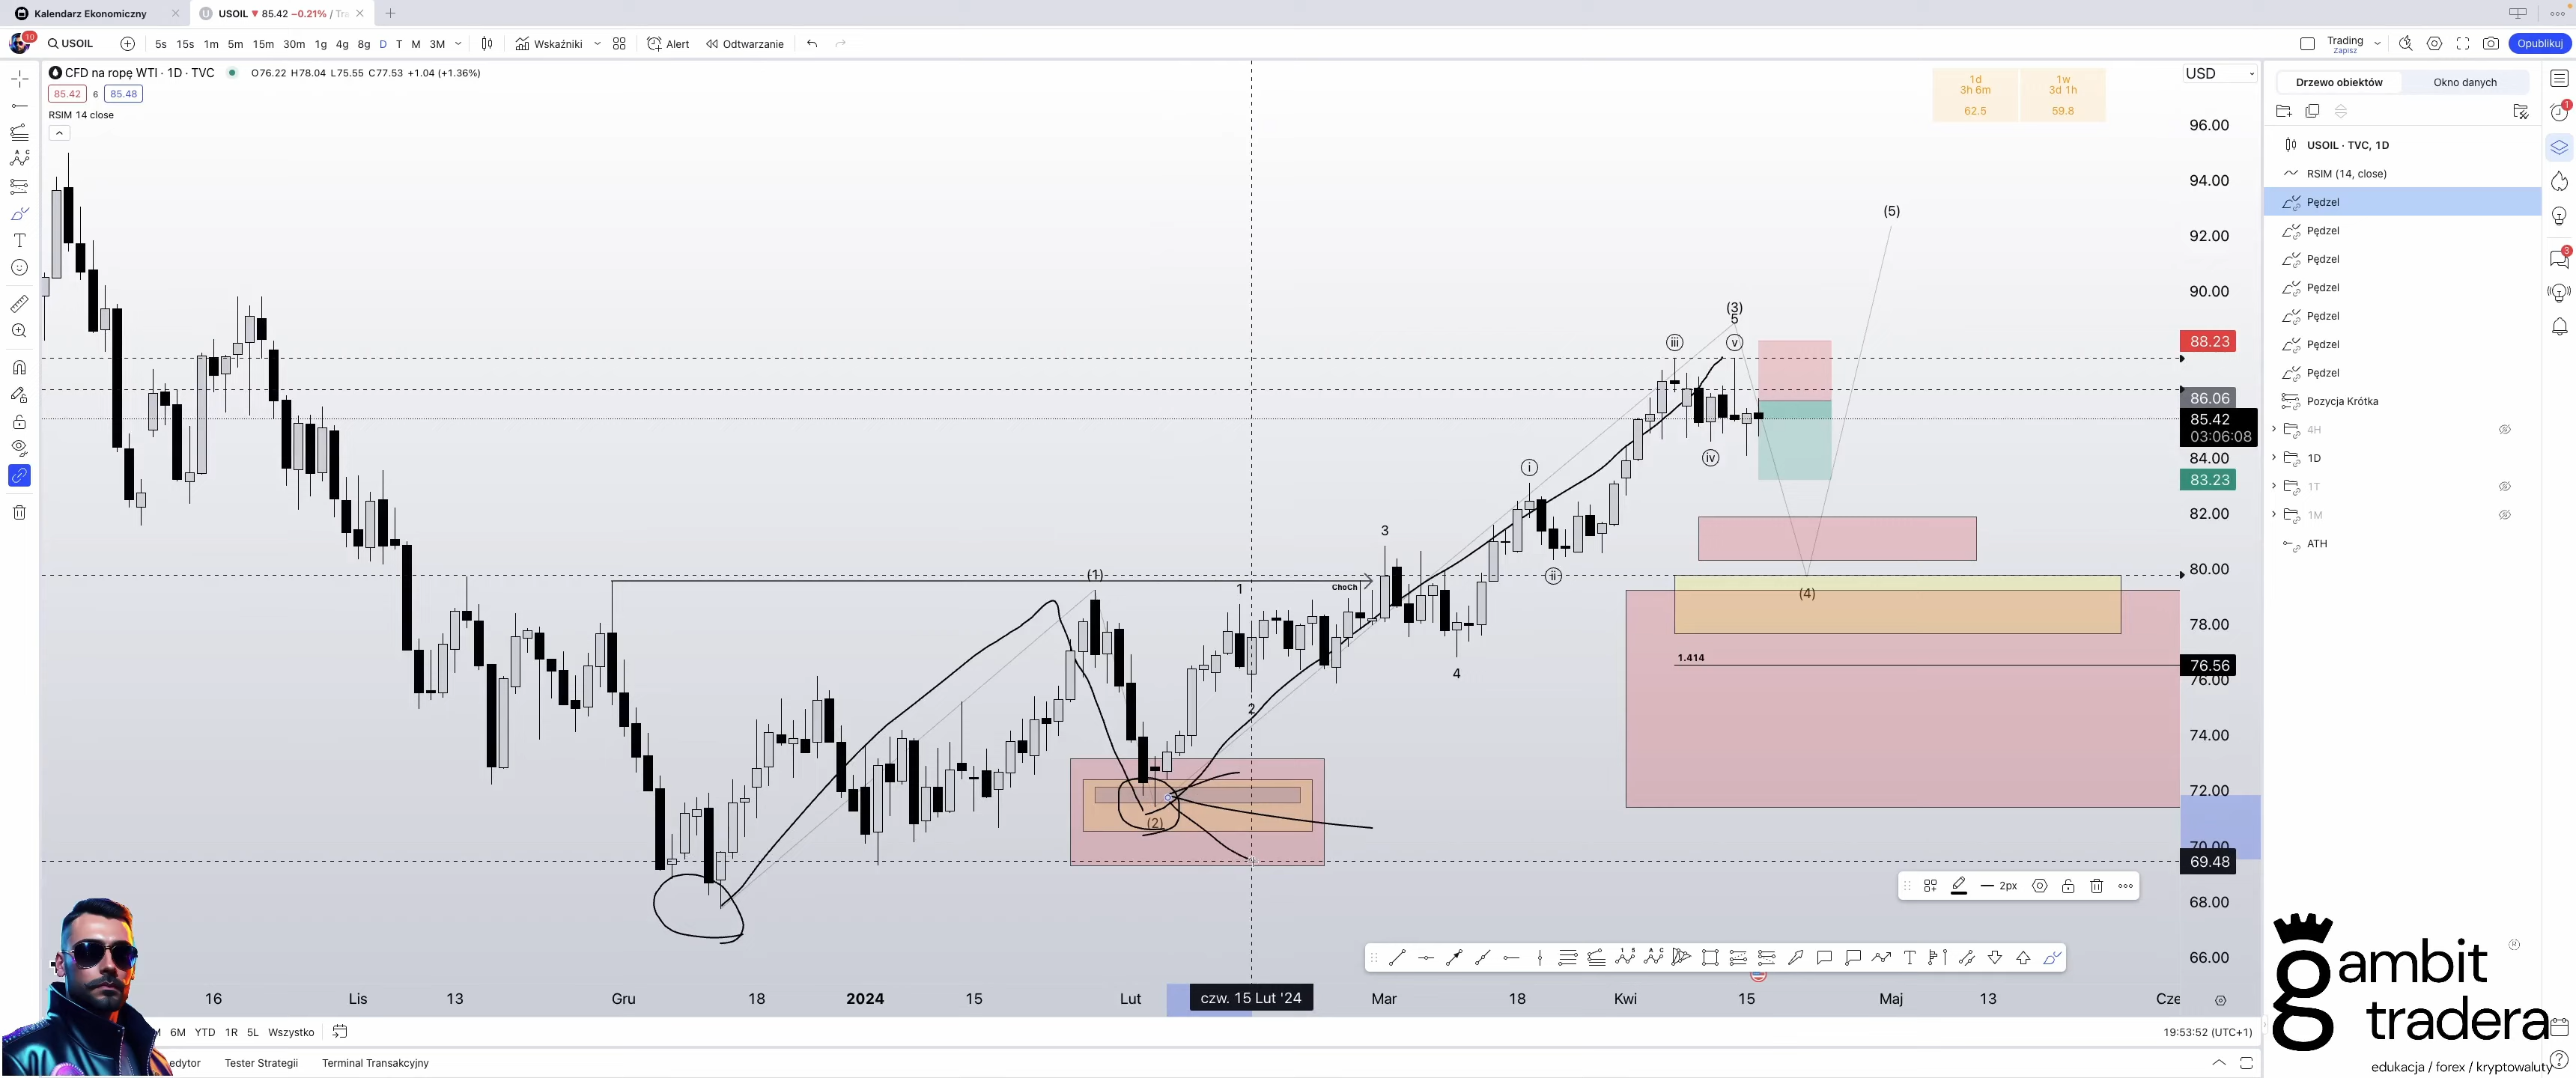 Kalendarz Ekonomiczny
USOIL ▼ 85.42 −0.21% / Tra
10
USOIL
5s 15s 1m 5m 15m 30m 1g 4g 8g D T M 3M
Wskaźniki
Alert
Odtwarzanie
Trading
Zapisz
Opublikuj
CFD na ropę WTI · 1D · TVC
O76.22 H78.04 L75.55 C77.53 +1.04 (+1.36%)
85.42 6 85.48
RSIM 14 close
1d
3h 6m
62.5
1w
3d 1h
59.8
USD
96.00
94.00
92.00
90.00
88.23
86.06
85.42
03:06:08
84.00
83.23
82.00
80.00
78.00
76.56
76.00
74.00
72.00
70.00
69.48
68.00
66.00
(5)
(3)
5
iii
v
iv
i
ii
3
(1)
1
ChoCh
(4)
4
1.414
2
(2)
2px
16 Lis 13 Gru 18 2024 15 Lut czw. 15 Lut '24 Mar 18 Kwi 15 Maj 13 Cze
6M YTD 1R 5L Wszystko
19:53:52 (UTC+1)
edytor Tester Strategii Terminal Transakcyjny
Drzewo obiektów
Okno danych
USOIL · TVC, 1D
RSIM (14, close)
Pędzel
Pędzel
Pędzel
Pędzel
Pędzel
Pędzel
Pędzel
Pozycja Krótka
4H
1D
1T
1M
ATH
1
3
gambit
tradera
edukacja / forex / kryptowaluty